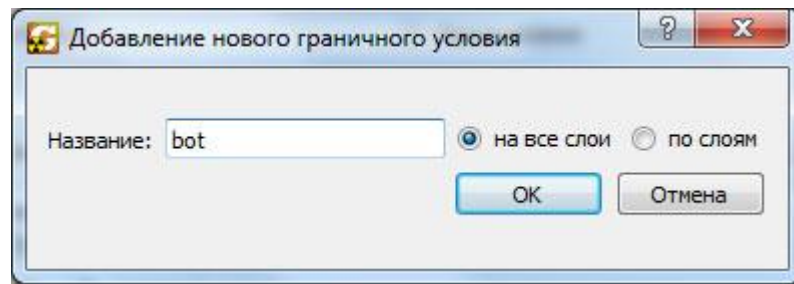 Добавление нового граничного условия
Название: bot на все слои по слоям
OK Отмена